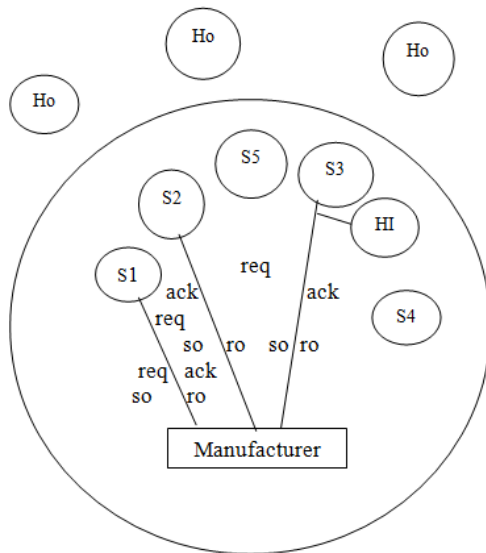 Ho
Ho
Ho
S5
S3
S2
HI
S1
req
ack
ack
S4
req
so ro so ro
req ack
so ro
Manufacturer